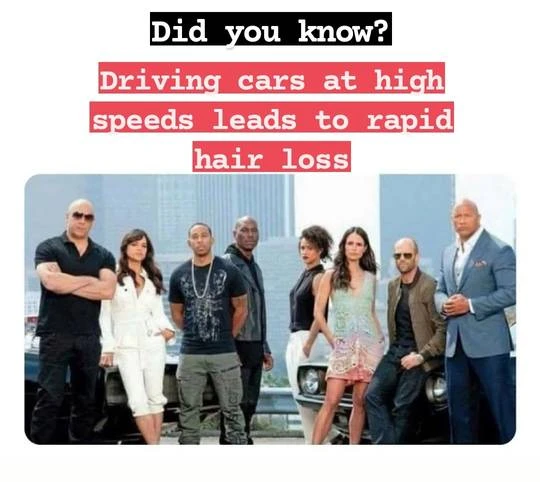 Did you know?
Driving cars at high
speeds leads to rapid
hair loss